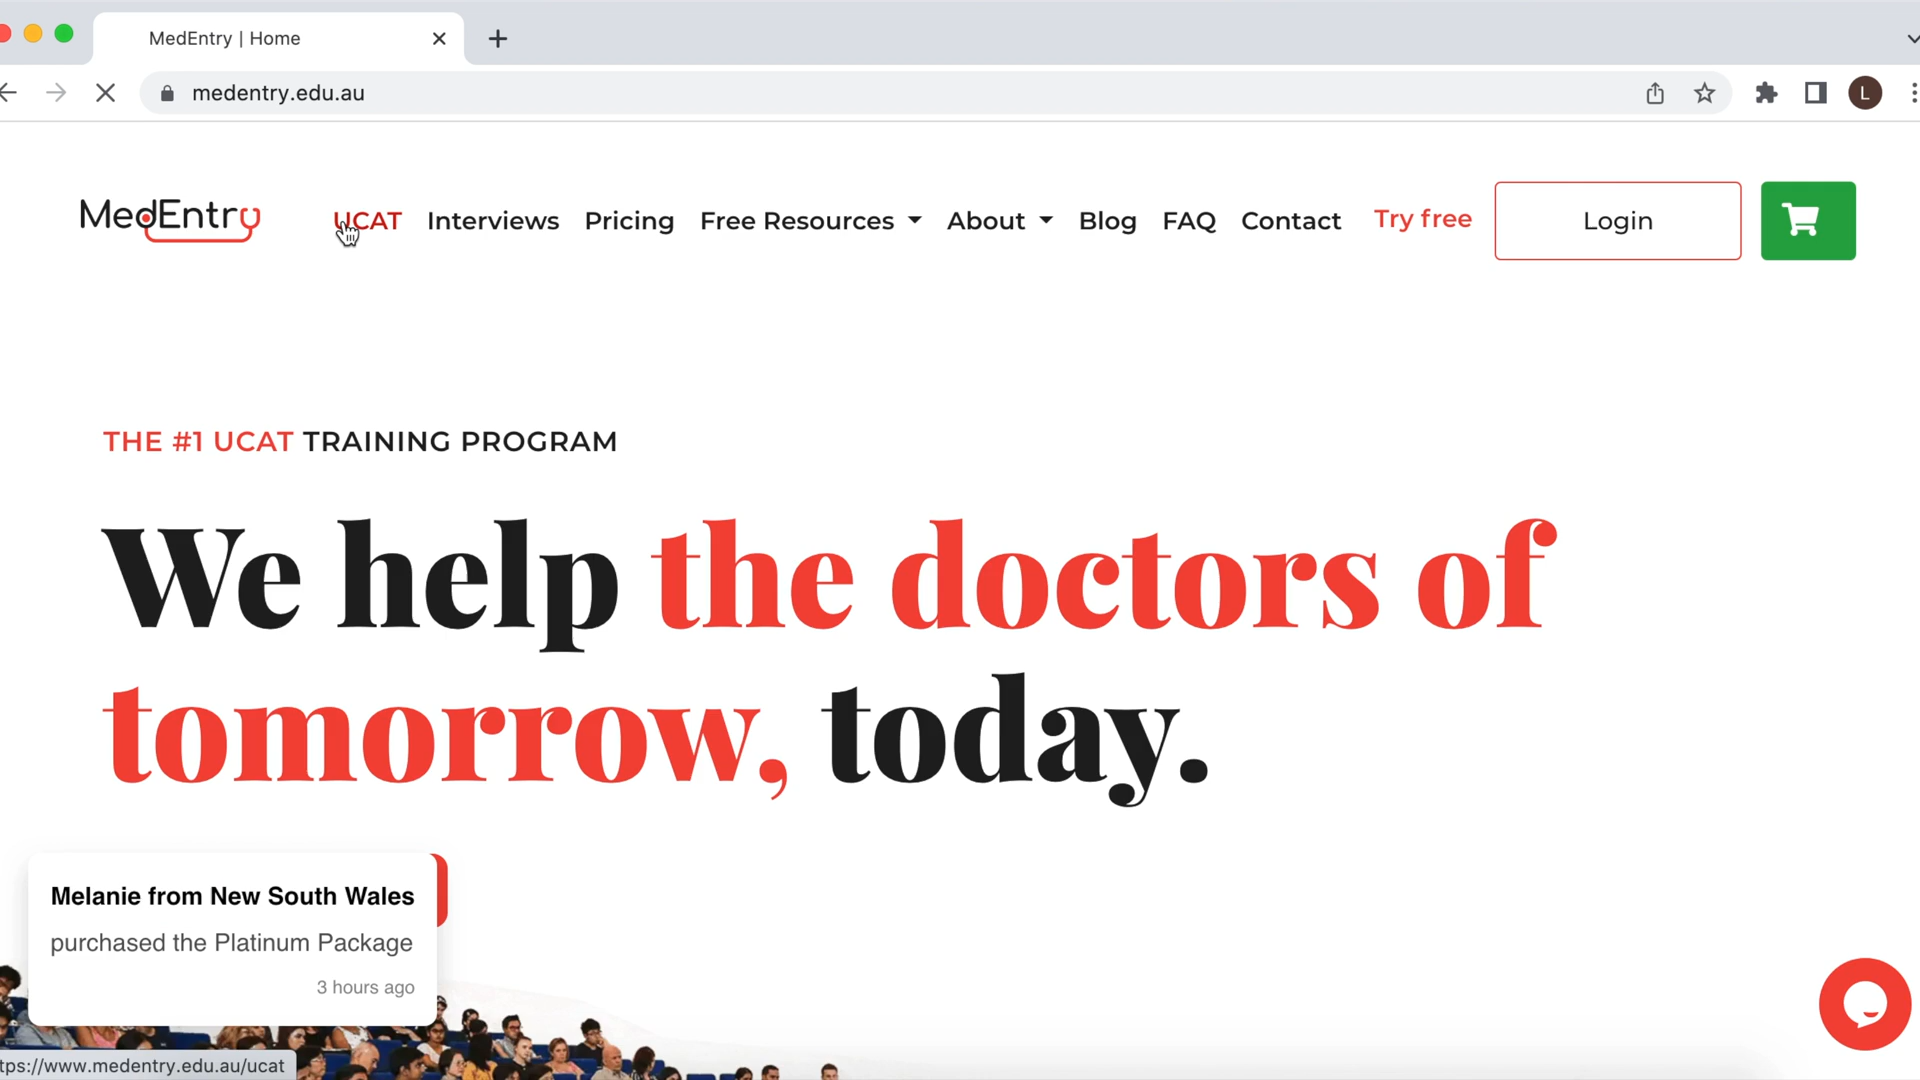 MedEntry | Home
medentry.edu.au
L
MedEntry
UCAT Interviews Pricing Free Resources About Blog FAQ Contact Try free Login
THE #1 UCAT TRAINING PROGRAM
We help the doctors of
tomorrow, today.
Melanie from New South Wales
purchased the Platinum Package
3 hours ago
tps://www.medentry.edu.au/ucat